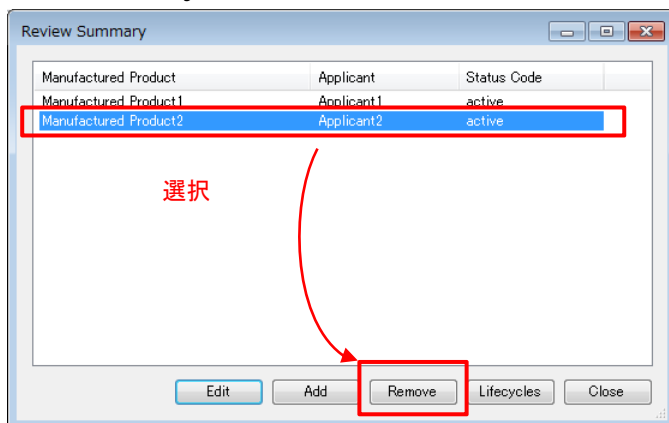 Review Summary
Manufactured Product Applicant Status Code
Manufactured Product1 Applicant1 active
Manufactured Product2 Applicant2 active
選択
Edit Add Remove Lifecycles Close